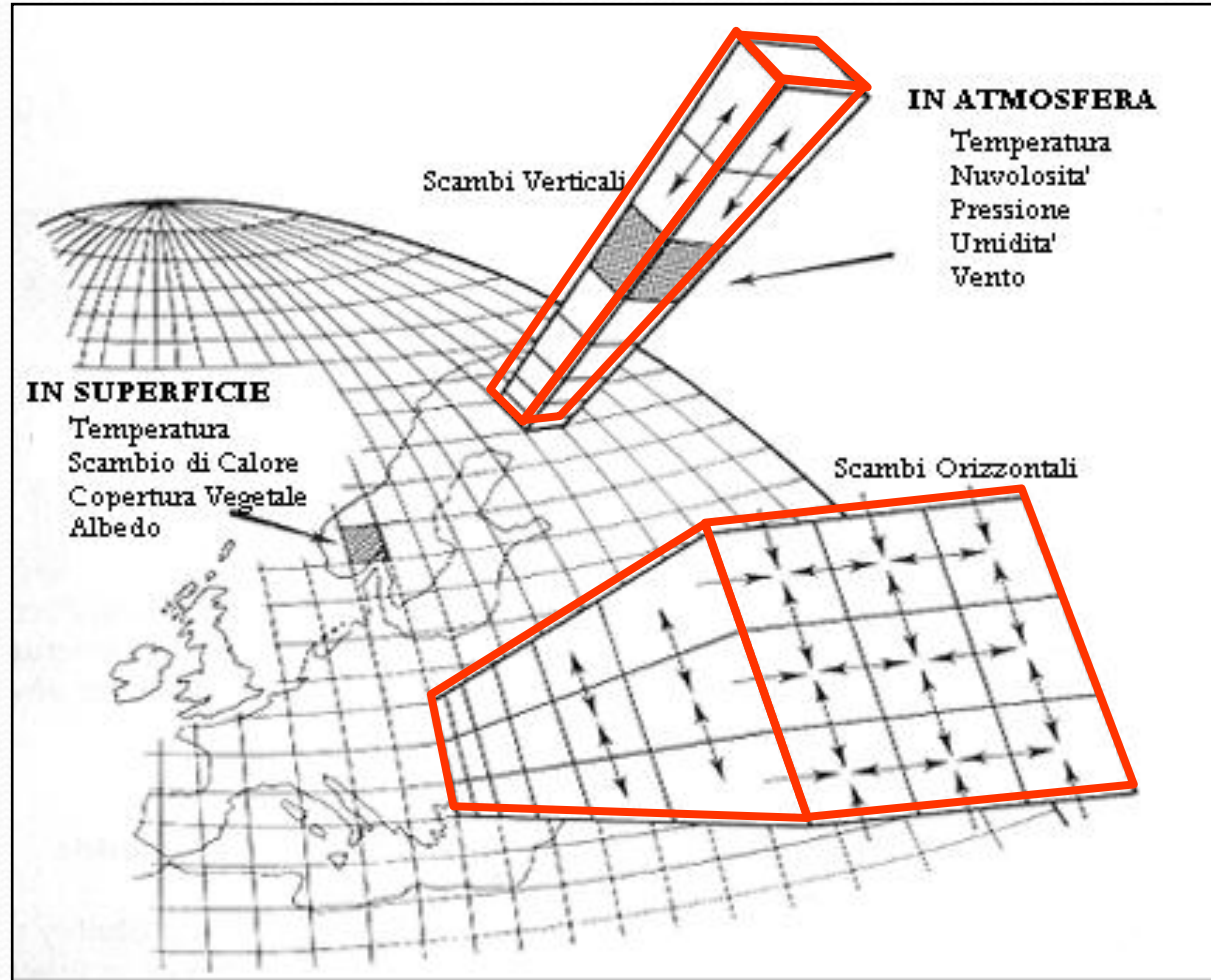 IN ATMOSFERA
Temperatura
Nuvolosita'
Pressione
Umidita'
Vento
Scambi Verticali
IN SUPERFICIE
Temperatura
Scambio di Calore
Copertura Vegetale
Albedo
Scambi Orizzontali